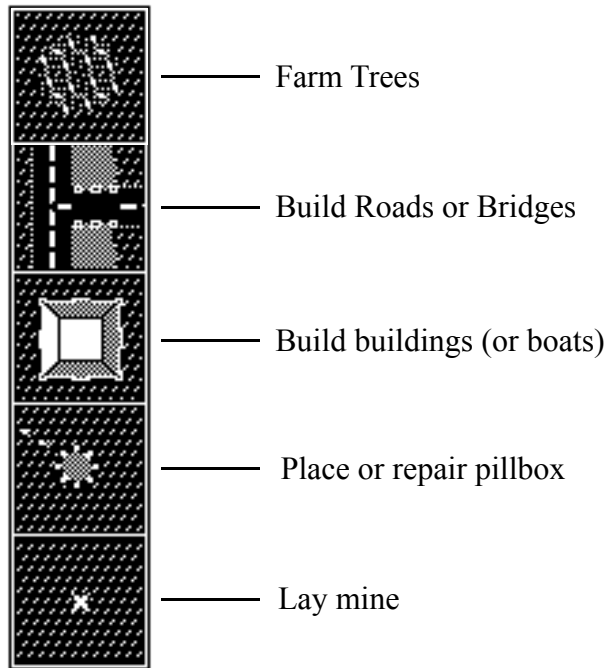 Farm Trees
Build Roads or Bridges
Build buildings (or boats)
Place or repair pillbox
Lay mine